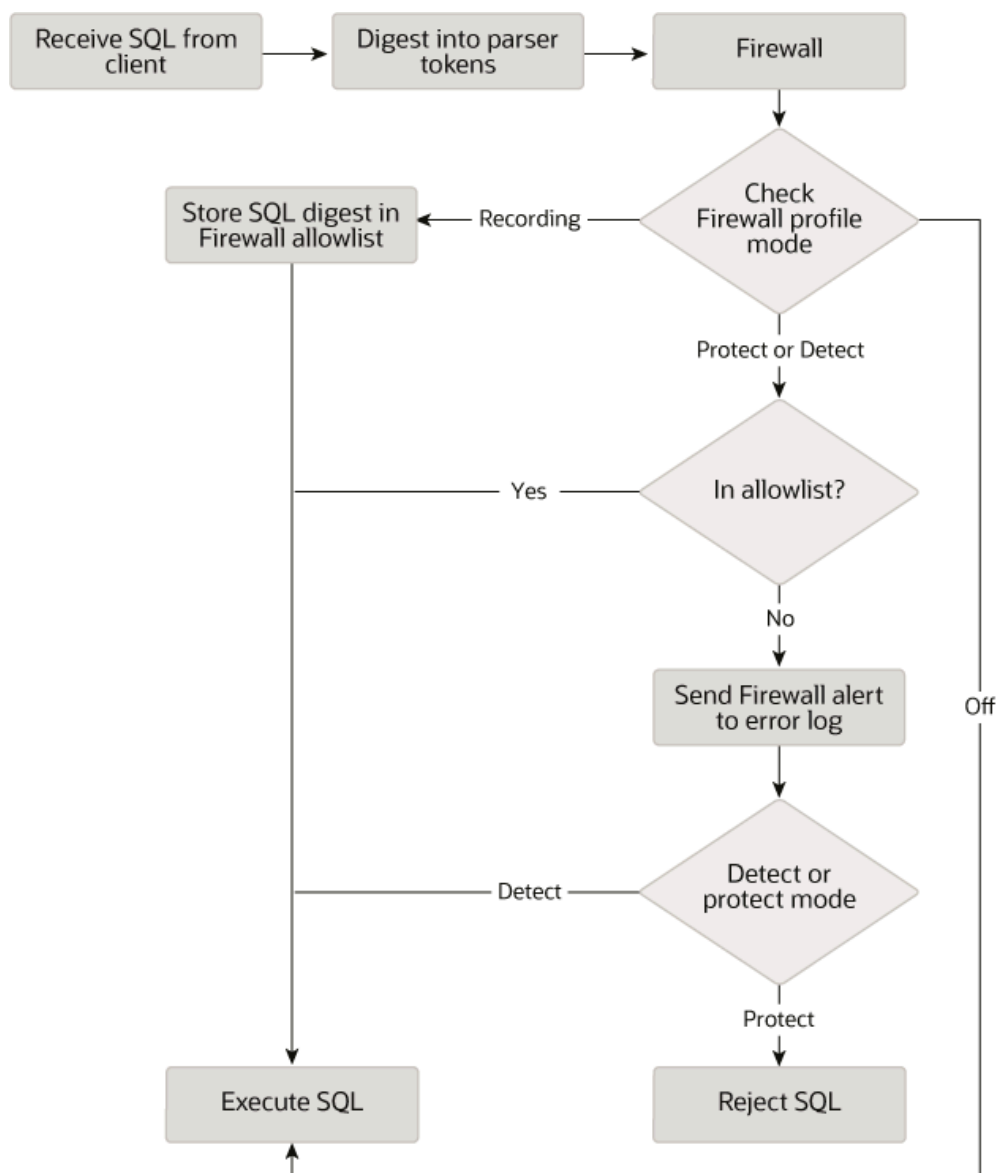 Receive SQL from
client
Digest into parser
tokens
Firewall
Check
Firewall profile
mode
Store SQL digest in
Firewall allowlist
Recording
Protect or Detect
In allowlist?
Yes
No
Send Firewall alert
to error log
Off
Detect or
protect mode
Detect
Protect
Execute SQL
Reject SQL